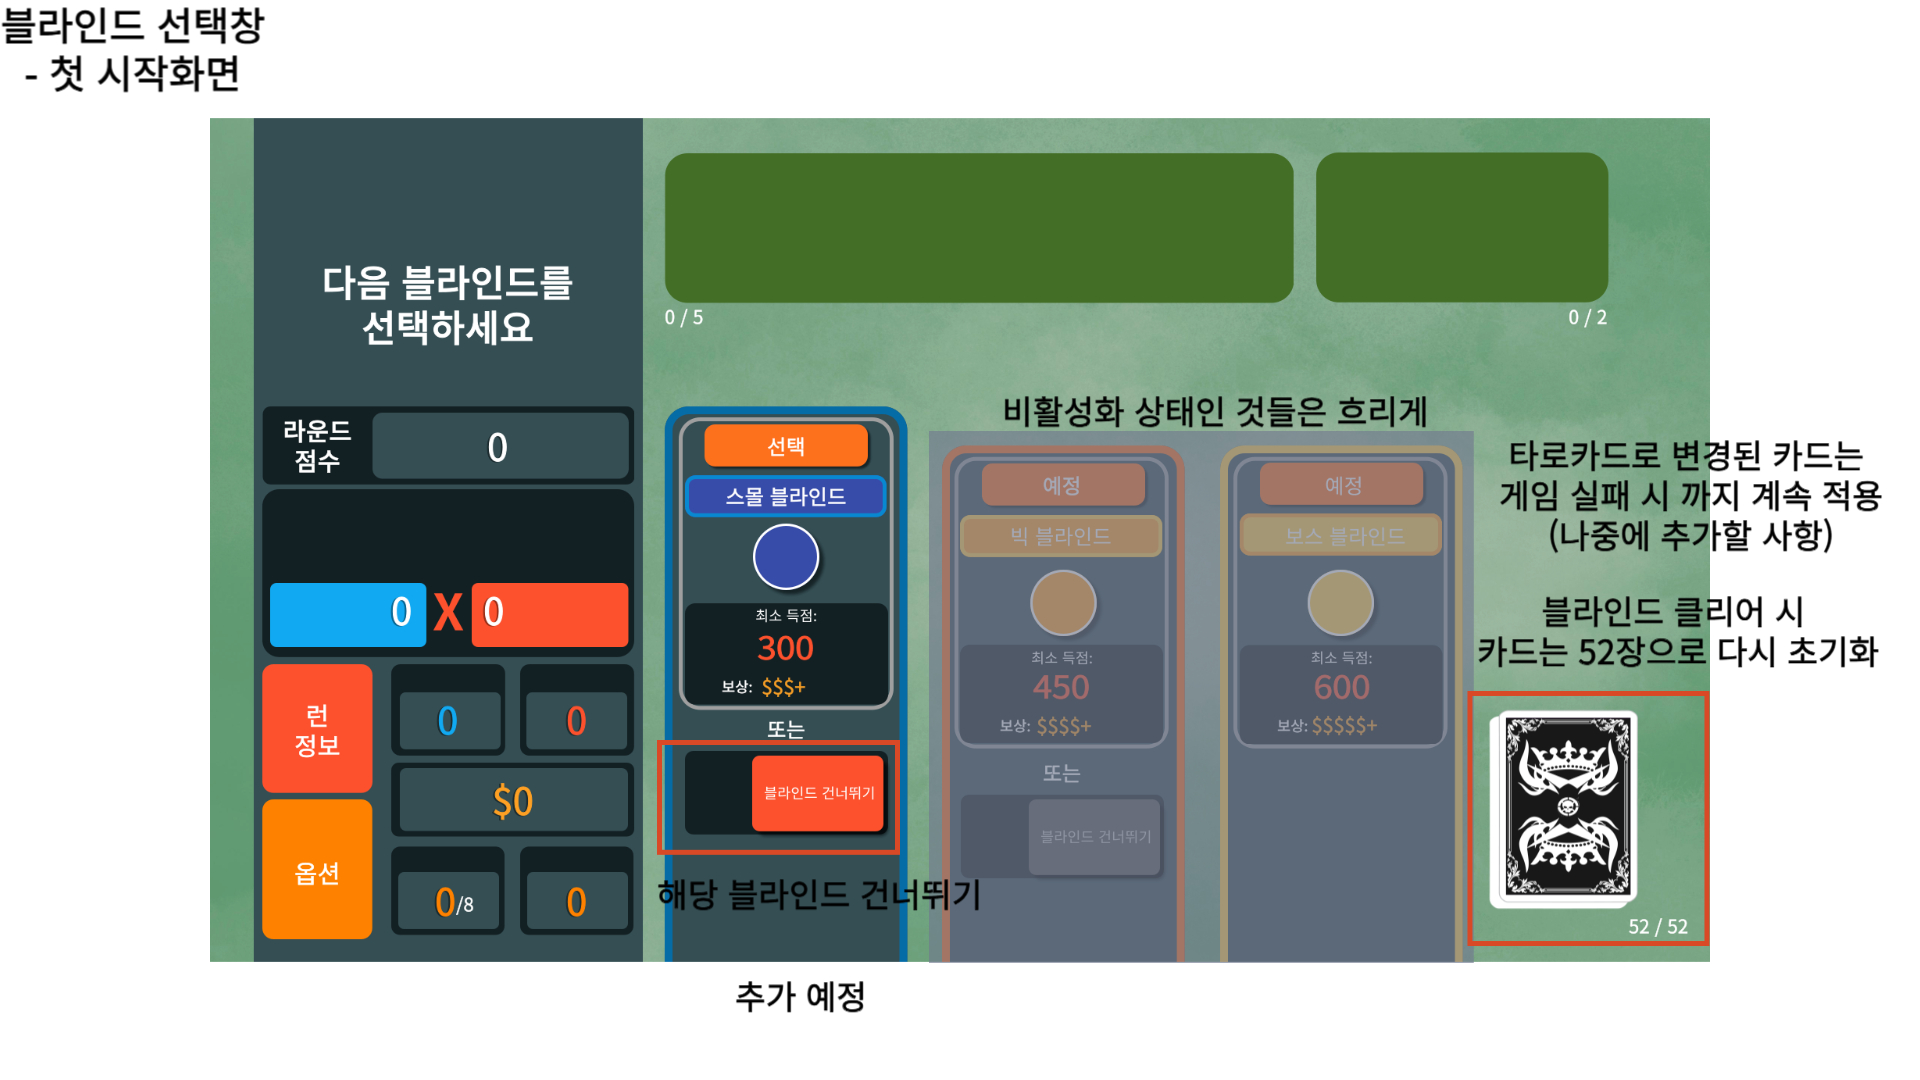 블라인드 선택창
- 첫 시작화면
다음 블라인드를
선택하세요
0 / 5
0 / 2
라운드
점수
0
0
X
0
런
정보
옵션
0
0
$0
0/8
0
선택
스몰 블라인드
최소 득점:
300
보상: $$$+
또는
블라인드 건너뛰기
해당 블라인드 건너뛰기
추가 예정
비활성화 상태인 것들은 흐리게
예정
빅 블라인드
최소 득점:
450
보상: $$$$+
또는
블라인드 건너뛰기
예정
보스 블라인드
최소 득점:
600
보상: $$$$$+
타로카드로 변경된 카드는
게임 실패 시 까지 계속 적용
(나중에 추가할 사항)
블라인드 클리어 시
카드는 52장으로 다시 초기화
52 / 52